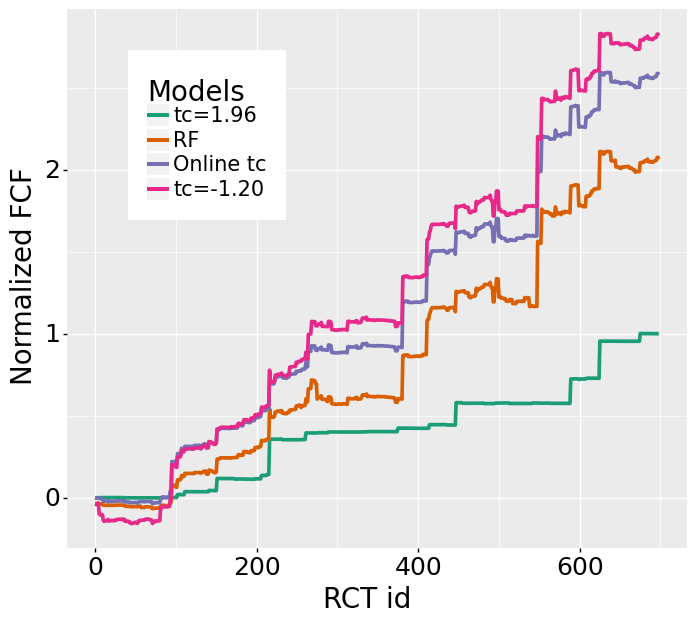 Models
tc=1.96
RF
Online tc
tc=-1.20
Normalized FCF
2
1
0
0 200 400 600
RCT id